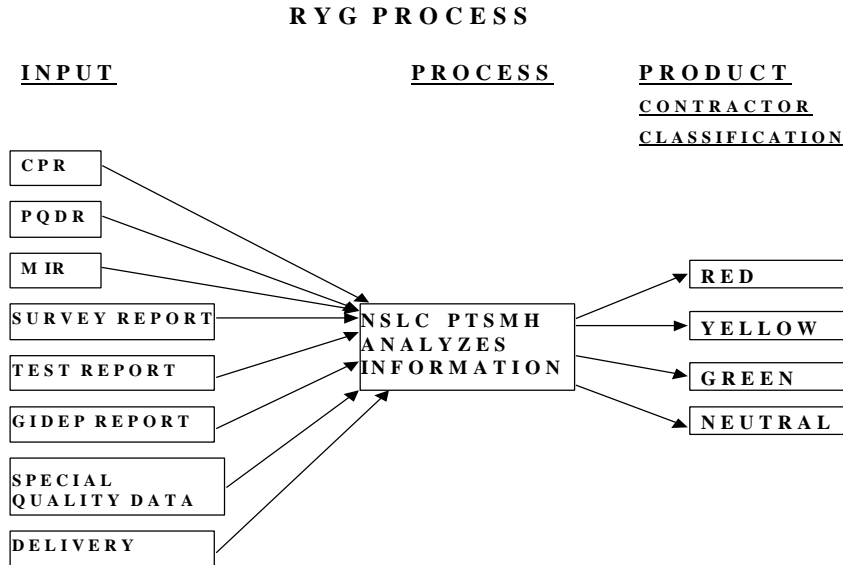 RYG PROCESS
INPUT
PROCESS
PRODUCT
CONTRACTOR
CLASSIFICATION
CPR
PQDR
MIR
SURVEY REPORT
TEST REPORT
GIDEP REPORT
SPECIAL
QUALITY DATA
DELIVERY
NSLC PTSMH
ANALYZES
INFORMATION
RED
YELLOW
GREEN
NEUTRAL